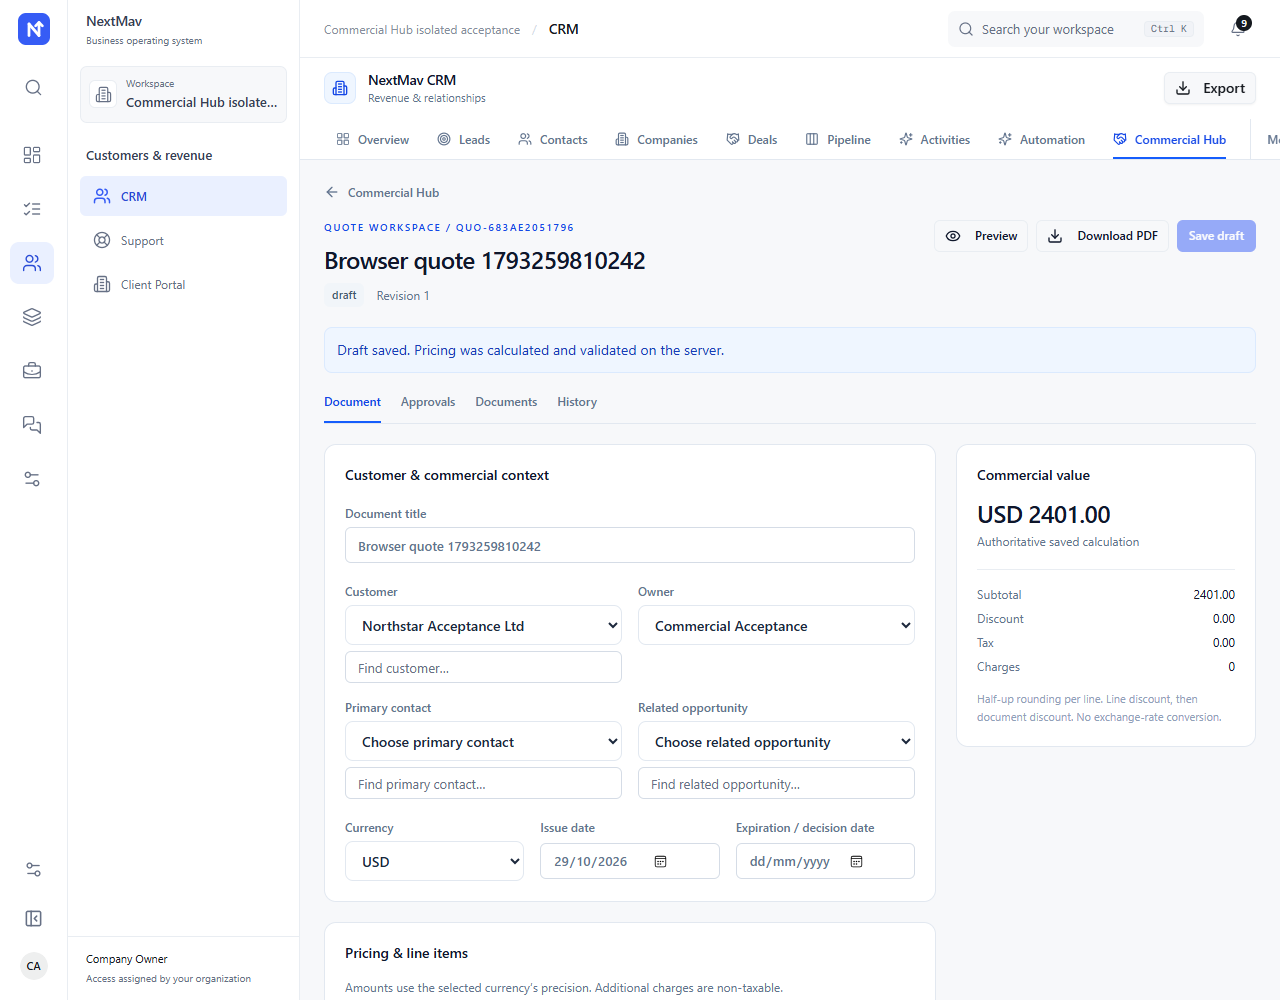 NextMav
Business operating system
Workspace
Commercial Hub isolate...
Customers & revenue
CRM
Support
Client Portal
Company Owner
Access assigned by your organization
CA
Commercial Hub isolated acceptance / CRM
Search your workspace
Ctrl K
9
NextMav CRM
Revenue & relationships
Export
Overview
Leads
Contacts
Companies
Deals
Pipeline
Activities
Automation
Commercial Hub
Commercial Hub
QUOTE WORKSPACE / QUO-683AE2051796
Browser quote 1793259810242
draft
Revision 1
Preview
Download PDF
Save draft
Draft saved. Pricing was calculated and validated on the server.
Document
Approvals
Documents
History
Customer & commercial context
Document title
Browser quote 1793259810242
Customer
Owner
Northstar Acceptance Ltd
Commercial Acceptance
Find customer...
Primary contact
Related opportunity
Choose primary contact
Choose related opportunity
Find primary contact...
Find related opportunity...
Currency
Issue date
Expiration / decision date
USD
29/10/2026
dd/mm/yyyy
Commercial value
USD 2401.00
Authoritative saved calculation
Subtotal 2401.00
Discount 0.00
Tax 0.00
Charges 0
Half-up rounding per line. Line discount, then
document discount. No exchange-rate conversion.
Pricing & line items
Amounts use the selected currency's precision. Additional charges are non-taxable.